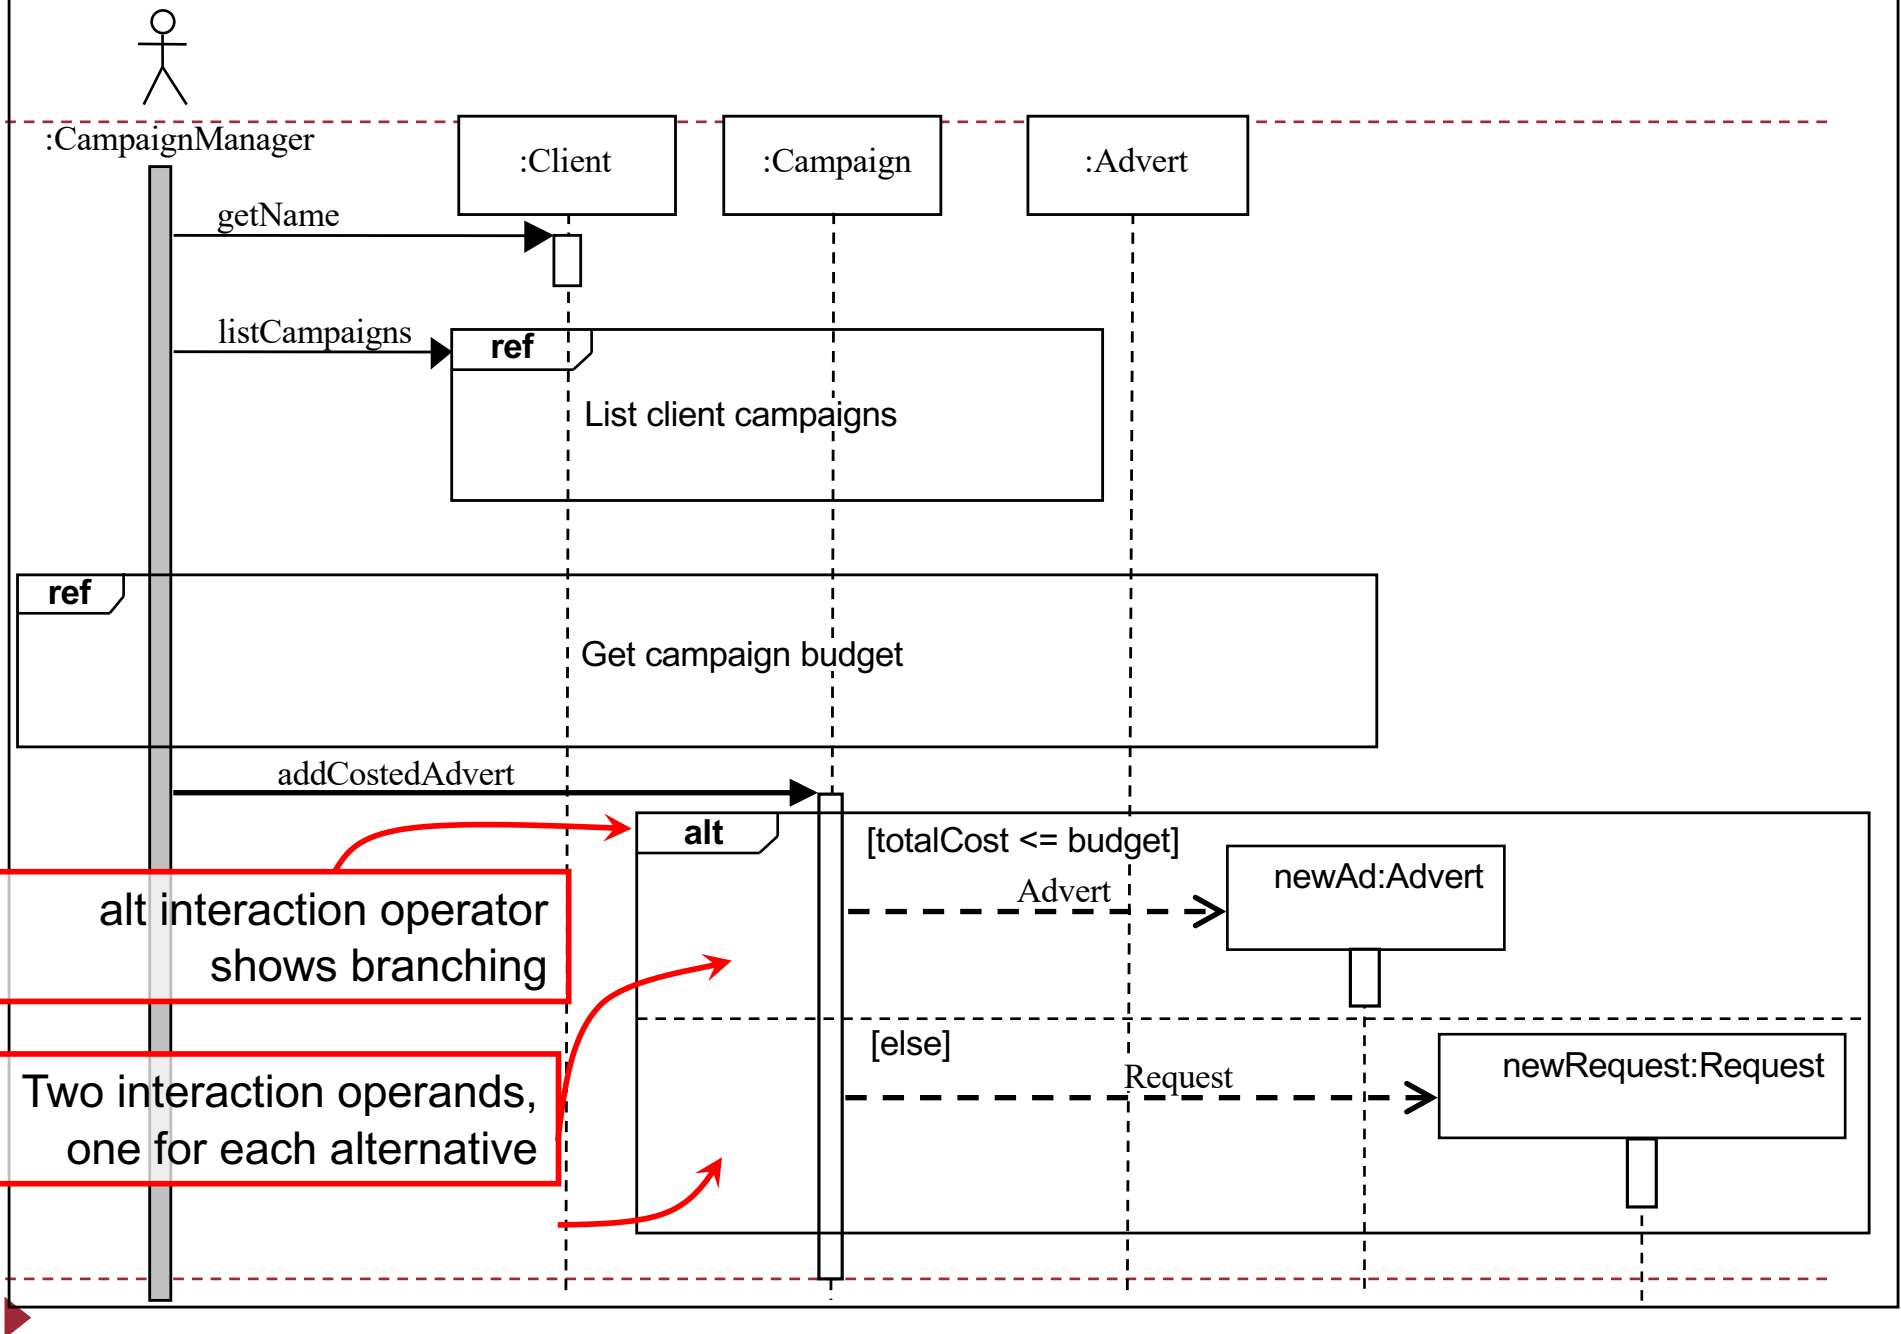 :CampaignManager
:Client
:Campaign
:Advert
getName
listCampaigns
ref
List client campaigns
ref
Get campaign budget
addCostedAdvert
alt
[totalCost <= budget]
newAd:Advert
Advert
alt interaction operator
shows branching
[else]
newRequest:Request
Request
Two interaction operands,
one for each alternative